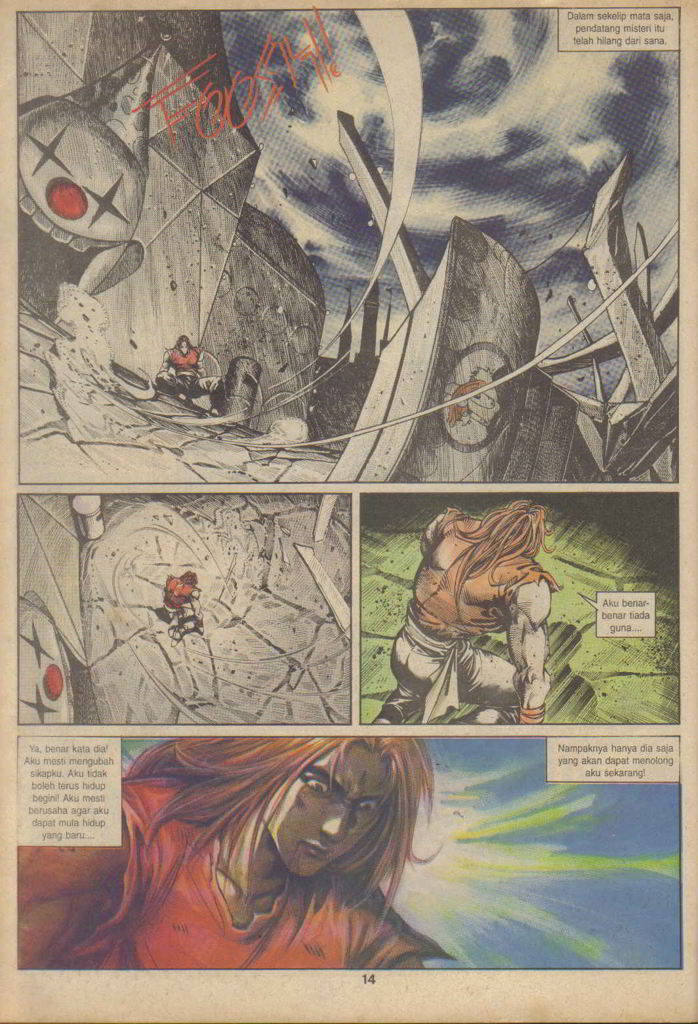 Dalam sekelip mata saja,
pendatang misteri itu
telah hilang dari sana.
FOOSH!!
Aku benar-
benar tiada
guna....
Ya, benar kata dia!
Aku mesti mengubah
sikapku. Aku tidak
boleh terus hidup
begini! Aku mesti
berusaha agar aku
dapat mula hidup
yang baru....
Nampaknya hanya dia saja
yang akan dapat menolong
aku sekarang!
14